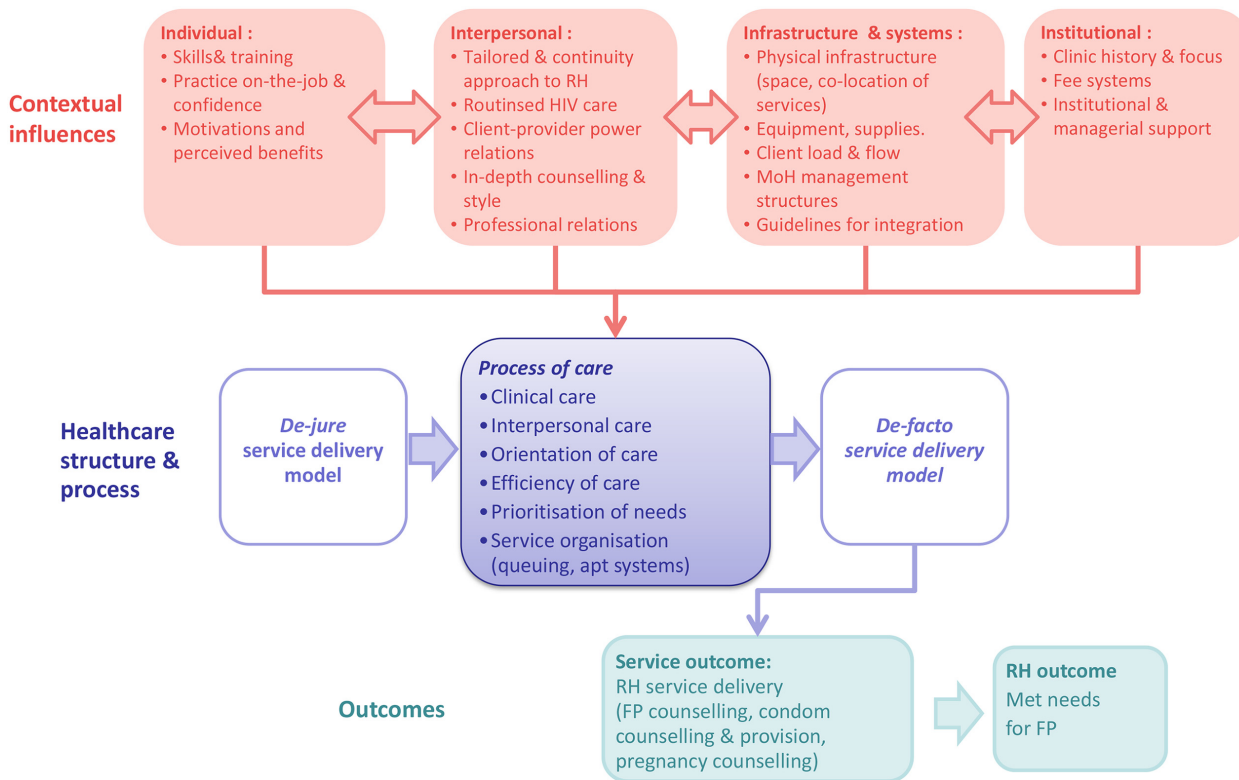 Contextual
influences
Individual :
• Skills& training
• Practice on-the-job &
confidence
• Motivations and
perceived benefits
Interpersonal :
• Tailored & continuity
approach to RH
• Routinsed HIV care
• Client-provider power
relations
• In-depth counselling &
style
• Professional relations
Infrastructure & systems :
• Physical infrastructure
(space, co-location of
services)
• Equipment, supplies.
• Client load & flow
• MoH management
structures
• Guidelines for integration
Institutional :
• Clinic history & focus
• Fee systems
• Institutional &
managerial support
Healthcare
structure &
process
De-jure
service delivery
model
Process of care
• Clinical care
• Interpersonal care
• Orientation of care
• Efficiency of care
• Prioritisation of needs
• Service organisation
(queuing, apt systems)
De-facto
service delivery
model
Outcomes
Service outcome:
RH service delivery
(FP counselling, condom
counselling & provision,
pregnancy counselling)
RH outcome
Met needs
for FP